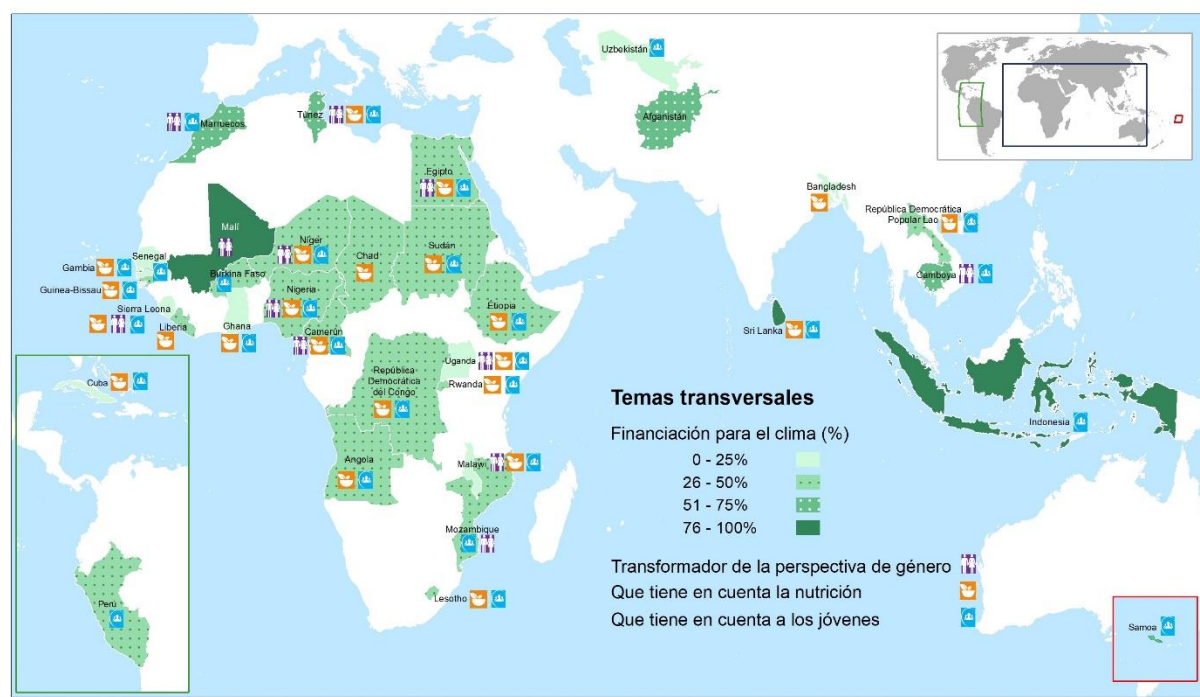 Uzbekistán
Túnez
Marruecos
Afganistán
Egipto
Bangladesh
República Democrática
Popular Lao
Malí
Níger
Senegal
Chad
Sudán
Gambia
Burkina Faso
Camboya
Guinea-Bissau
Nigeria
Etiopia
Sierra Leona
Liberia
Ghana
Camerún
Sri Lanka
Uganda
República
Democrática
del Congo
Rwanda
Cuba
Temas transversales
Indonesia
Financiación para el clima (%)
0 - 25%
26 - 50%
51 - 75%
76 - 100%
Angola
Malawi
Mozambique
Transformador de la perspectiva de género
Que tiene en cuenta la nutrición
Que tiene en cuenta a los jóvenes
Lesotho
Perú
Samoa